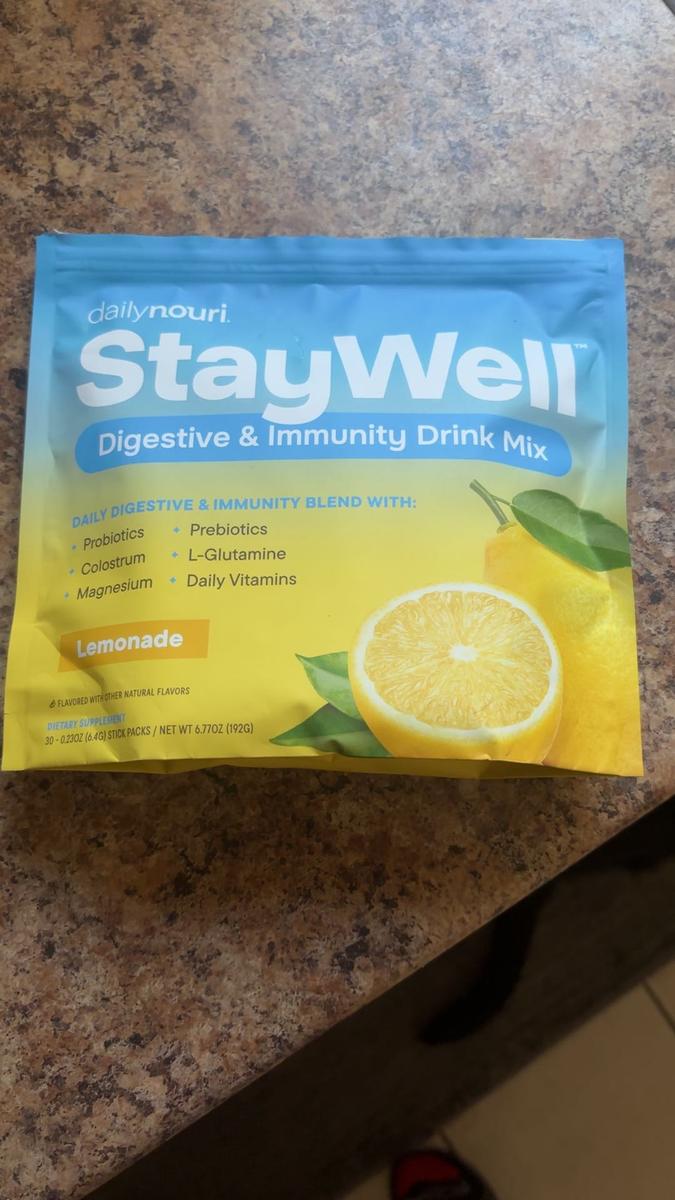 dailynouri.
StayWell™
Digestive & Immunity Drink Mix
DAILY DIGESTIVE & IMMUNITY BLEND WITH:
Probiotics
Colostrum
Magnesium
Prebiotics
L-Glutamine
Daily Vitamins
Lemonade
FLAVORED WITH OTHER NATURAL FLAVORS
DIETARY SUPPLEMENT
30 - 0.23OZ (6.4G) STICK PACKS / NET WT 6.77OZ (192G)